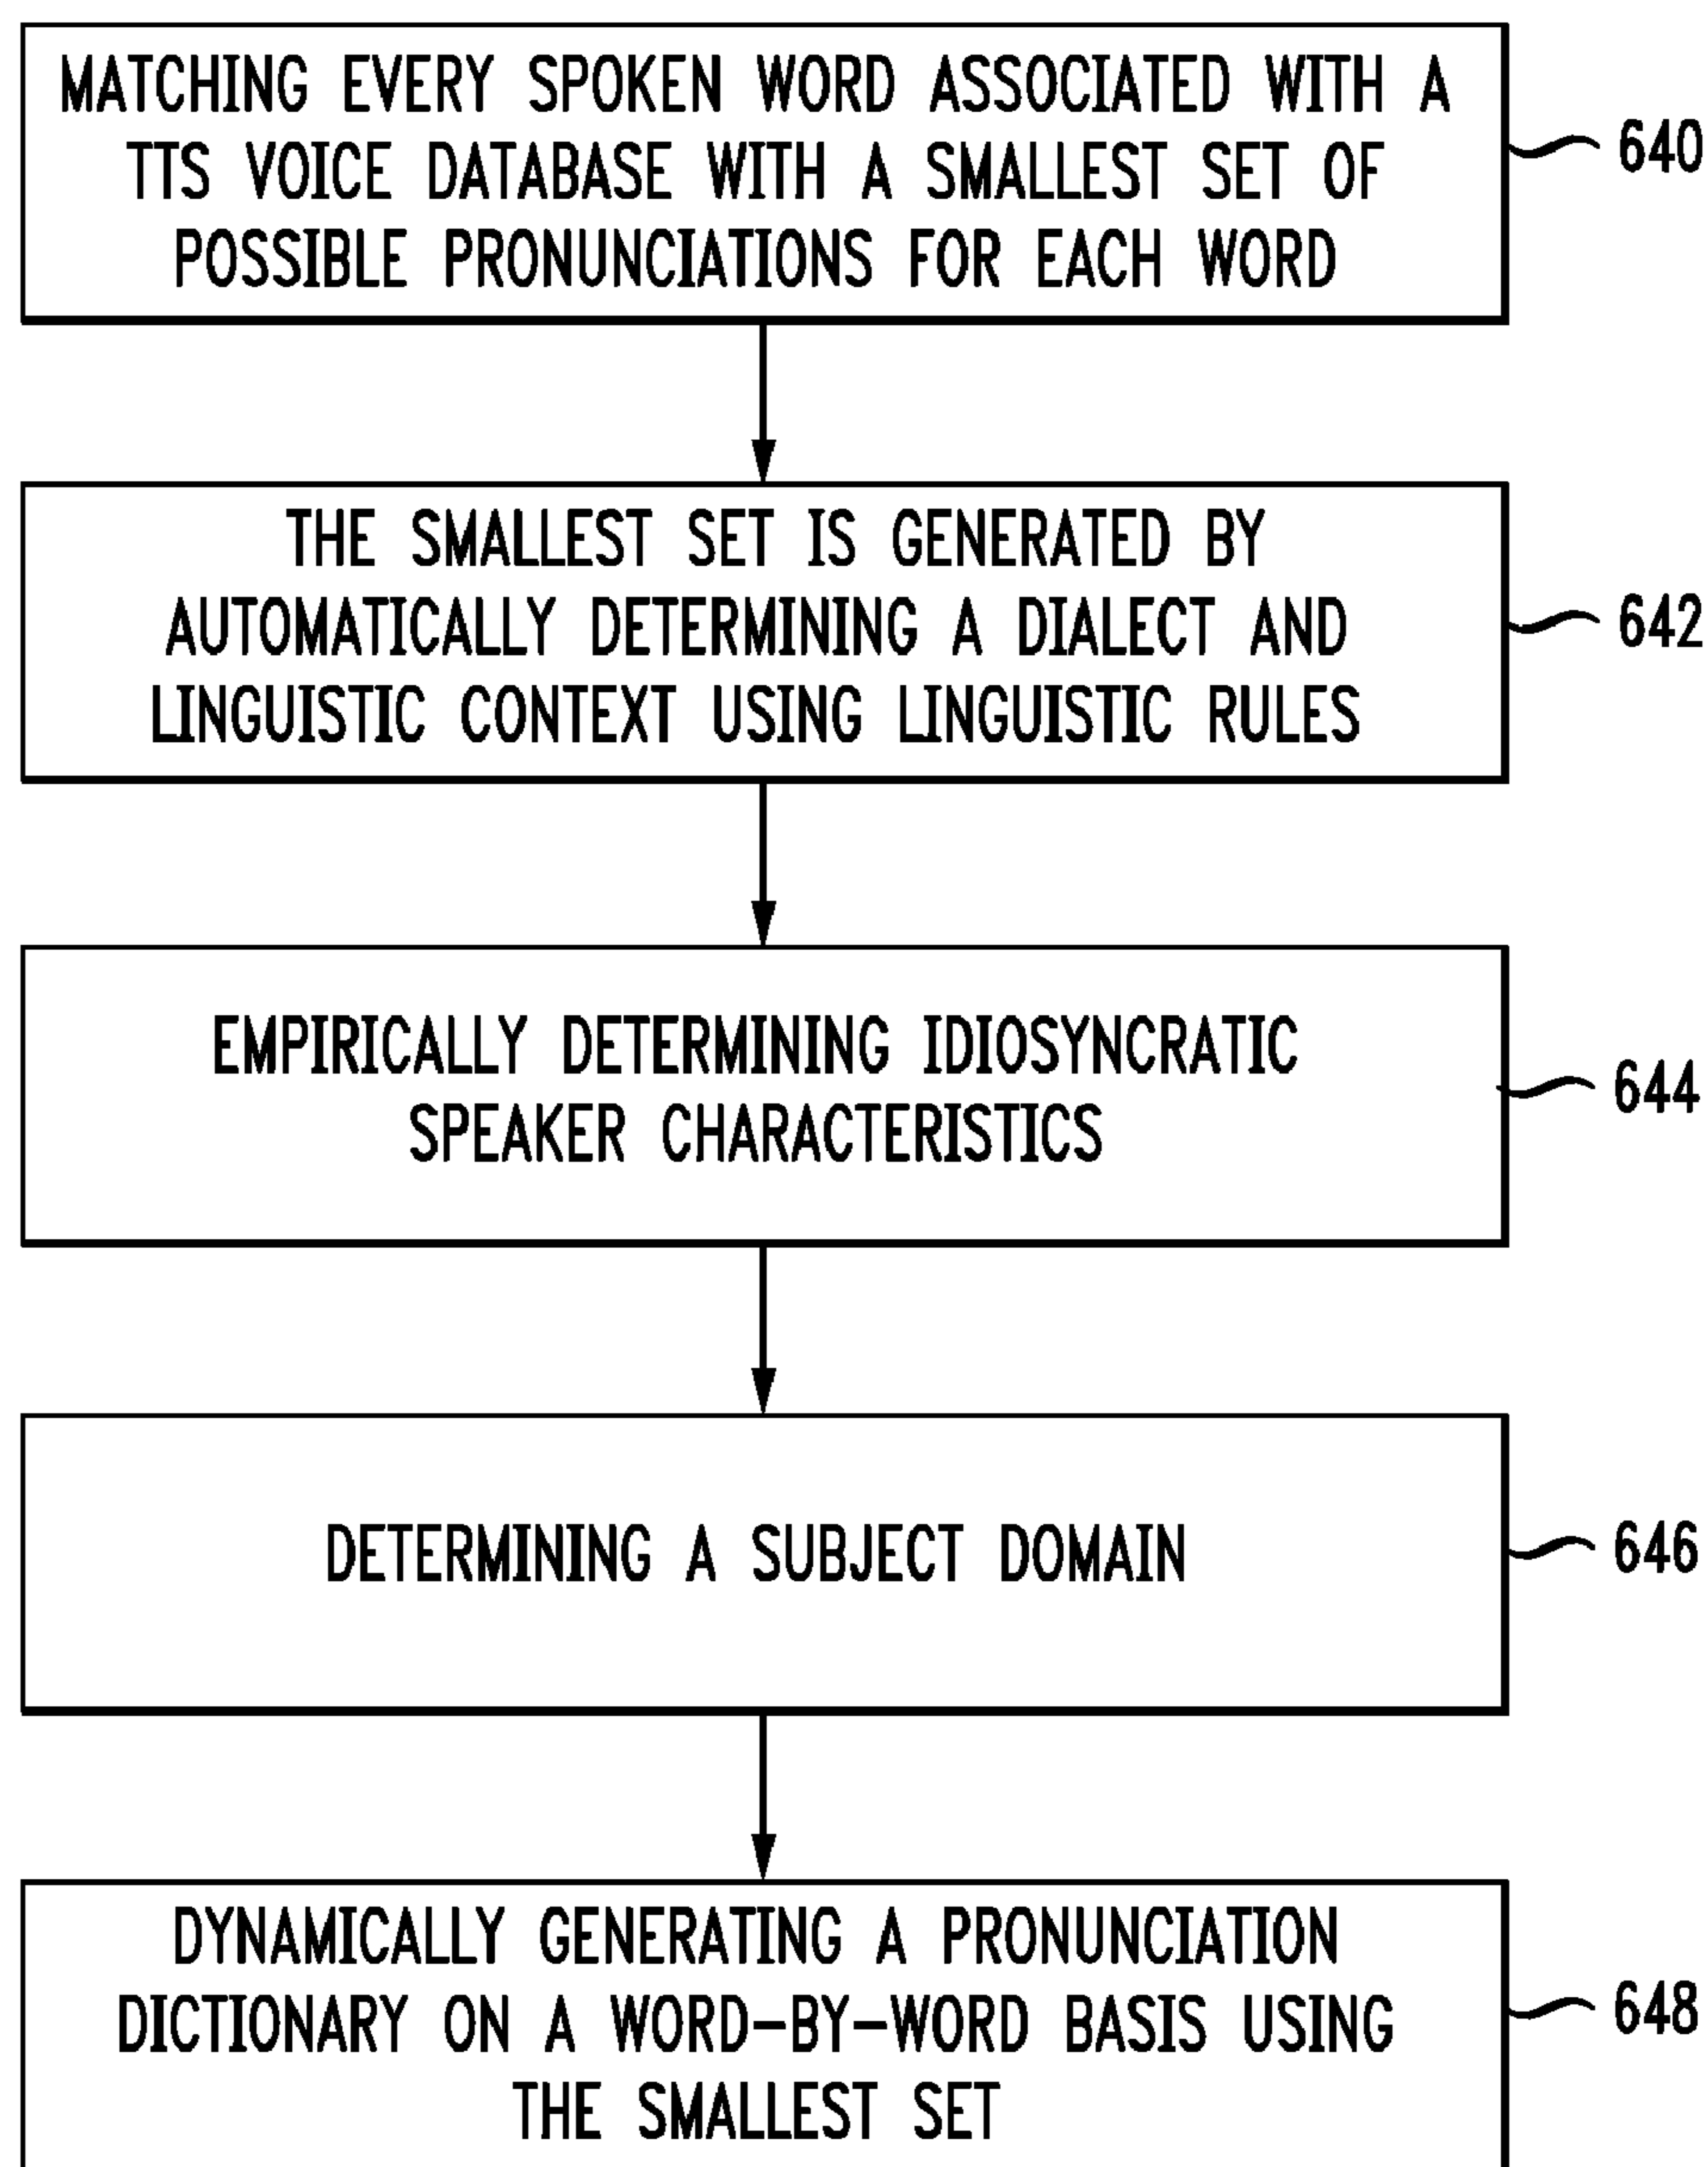 MATCHING EVERY SPOKEN WORD ASSOCIATED WITH A
TTS VOICE DATABASE WITH A SMALLEST SET OF
POSSIBLE PRONUNCIATIONS FOR EACH WORD
640
THE SMALLEST SET IS GENERATED BY
AUTOMATICALLY DETERMINING A DIALECT AND
LINGUISTIC CONTEXT USING LINGUISTIC RULES
642
EMPIRICALLY DETERMINING IDIOSYNCRATIC
SPEAKER CHARACTERISTICS
644
DETERMINING A SUBJECT DOMAIN
646
DYNAMICALLY GENERATING A PRONUNCIATION
DICTIONARY ON A WORD-BY-WORD BASIS USING
THE SMALLEST SET
648